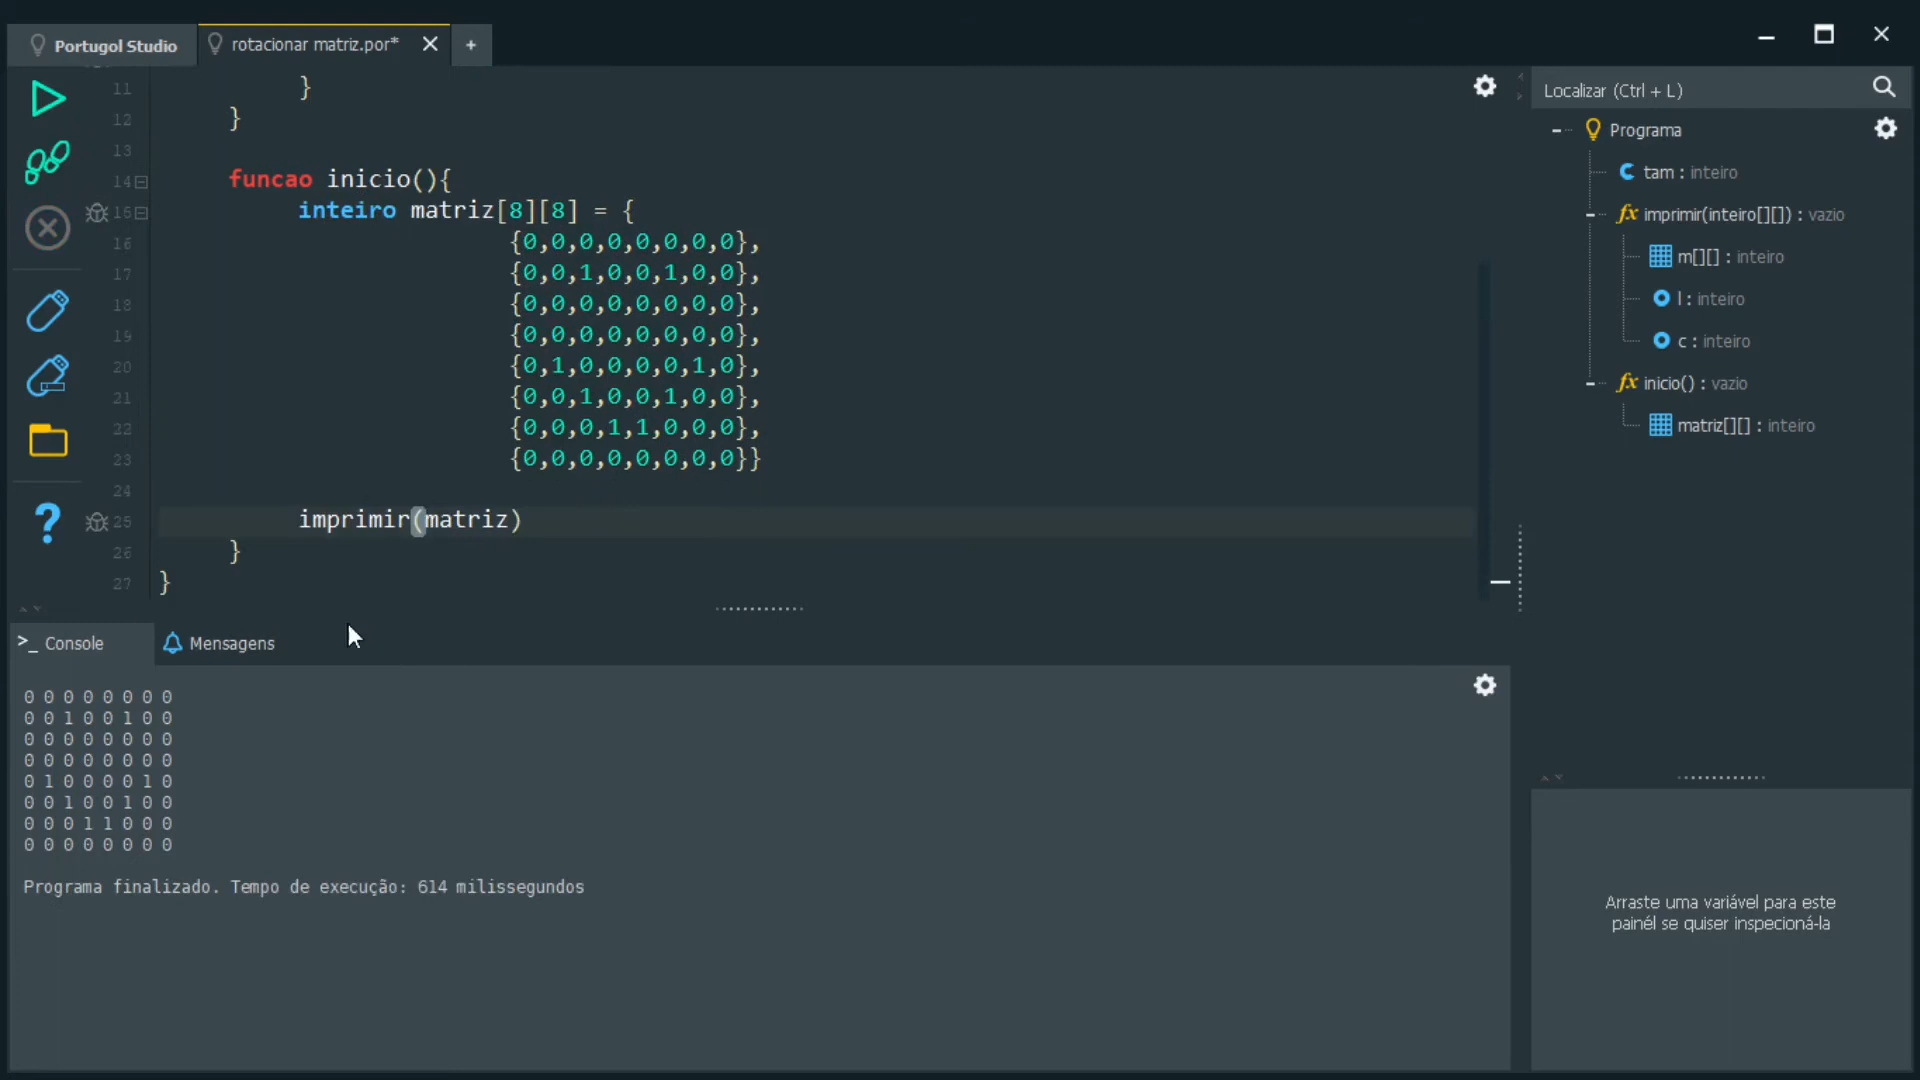 Portugol Studio
rotacionar matriz.por*
+
11 }
12 }
13
14 funcao inicio(){
15 inteiro matriz[8][8] = {
16 {0,0,0,0,0,0,0,0},
17 {0,0,1,0,0,1,0,0},
18 {0,0,0,0,0,0,0,0},
19 {0,0,0,0,0,0,0,0},
20 {0,1,0,0,0,0,1,0},
21 {0,0,1,0,0,1,0,0},
22 {0,0,0,1,1,0,0,0},
23 {0,0,0,0,0,0,0,0}}
24
25 imprimir(matriz)
26 }
27 }
>_ Console
Mensagens
0 0 0 0 0 0 0 0
0 0 1 0 0 1 0 0
0 0 0 0 0 0 0 0
0 0 0 0 0 0 0 0
0 1 0 0 0 0 1 0
0 0 1 0 0 1 0 0
0 0 0 1 1 0 0 0
0 0 0 0 0 0 0 0
Programa finalizado. Tempo de execução: 614 milissegundos
Localizar (Ctrl + L)
Programa
tam : inteiro
fx imprimir(inteiro[][]) : vazio
m[][] : inteiro
l : inteiro
c : inteiro
fx inicio() : vazio
matriz[][] : inteiro
Arraste uma variável para este
painél se quiser inspecioná-la